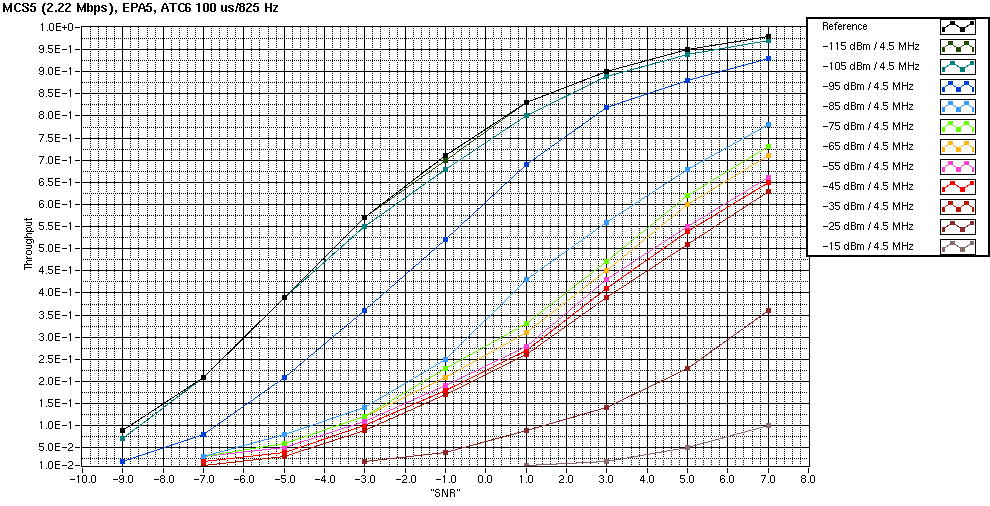 MCS5 (2.22 Mbps), EPA5, ATC6 100 us/825 Hz
1.0E+0
9.5E−1
9.0E−1
8.5E−1
8.0E−1
7.5E−1
7.0E−1
6.5E−1
6.0E−1
5.5E−1
5.0E−1
4.5E−1
4.0E−1
3.5E−1
3.0E−1
2.5E−1
2.0E−1
1.5E−1
1.0E−1
5.0E−2
1.0E−2
Throughput
−10.0 −9.0 −8.0 −7.0 −6.0 −5.0 −4.0 −3.0 −2.0 −1.0 0.0 1.0 2.0 3.0 4.0 5.0 6.0 7.0 8.0
"SNR"
Reference
−115 dBm / 4.5 MHz
−105 dBm / 4.5 MHz
−95 dBm / 4.5 MHz
−85 dBm / 4.5 MHz
−75 dBm / 4.5 MHz
−65 dBm / 4.5 MHz
−55 dBm / 4.5 MHz
−45 dBm / 4.5 MHz
−35 dBm / 4.5 MHz
−25 dBm / 4.5 MHz
−15 dBm / 4.5 MHz